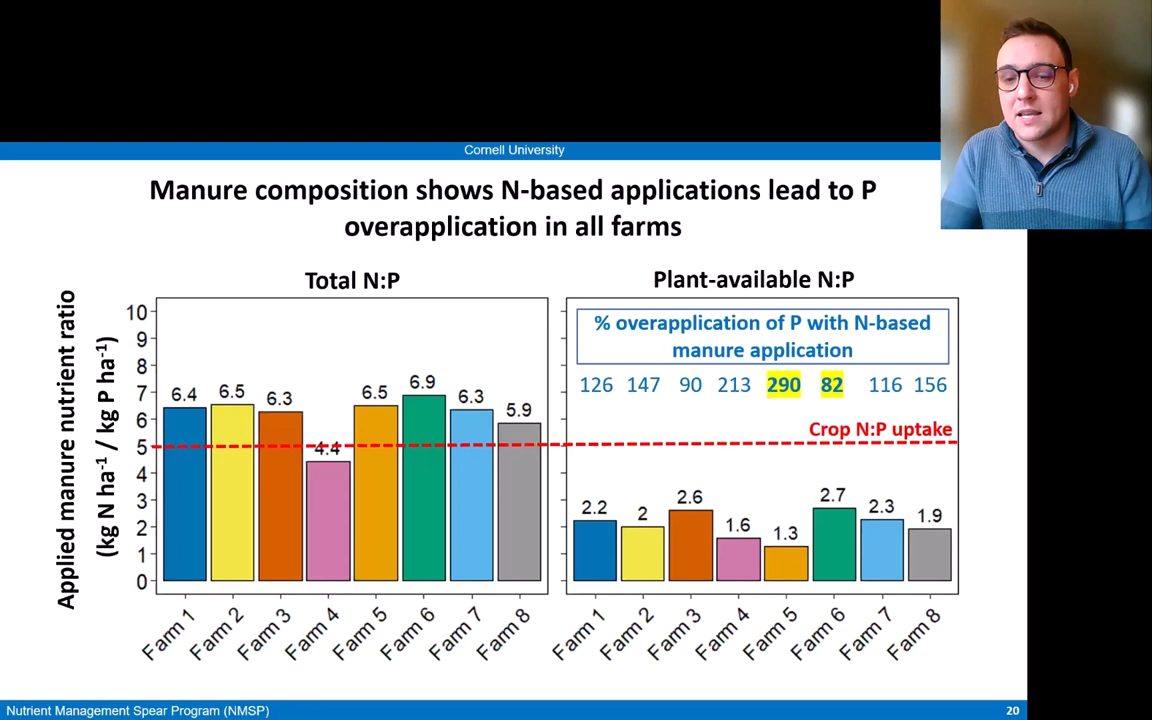 Cornell University
Manure composition shows N-based applications lead to P
overapplication in all farms
Total N:P
Plant-available N:P
Applied manure nutrient ratio
(kg N ha⁻¹ / kg P ha⁻¹)
10
9
8
7
6
5
4
3
2
1
0
6.4
6.5
6.3
4.4
6.5
6.9
6.3
5.9
Farm 1
Farm 2
Farm 3
Farm 4
Farm 5
Farm 6
Farm 7
Farm 8
% overapplication of P with N-based
manure application
126 147 90 213 290 82 116 156
Crop N:P uptake
2.2
2
2.6
1.6
1.3
2.7
2.3
1.9
Farm 1
Farm 2
Farm 3
Farm 4
Farm 5
Farm 6
Farm 7
Farm 8
Nutrient Management Spear Program (NMSP)
20